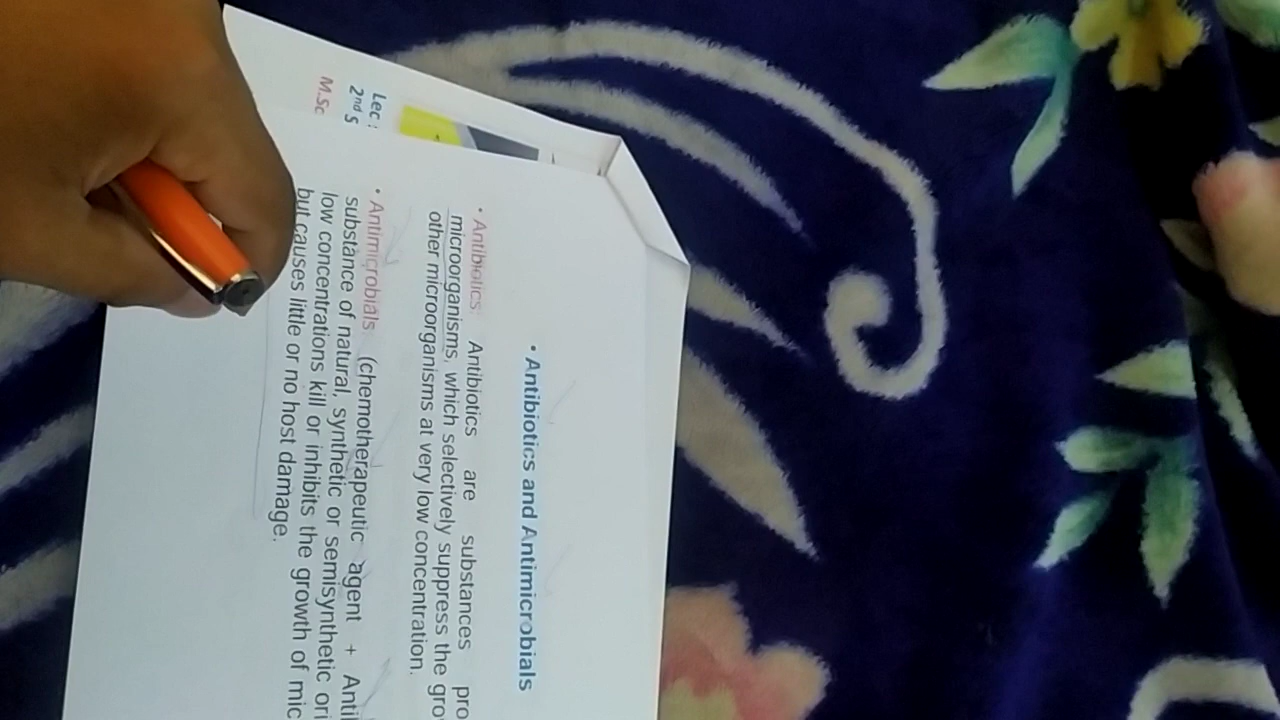 Lec :
2nd S
M.Sc
• Antibiotics and Antimicrobials
• Antibiotics: Antibiotics are substances pro
microorganisms, which selectively suppress the gro
other microorganisms at very low concentration.
• Antimicrobials (chemotherapeutic agent + Anti
substance of natural, synthetic or semisynthetic ori
low concentrations kill or inhibits the growth of mic
but causes little or no host damage.